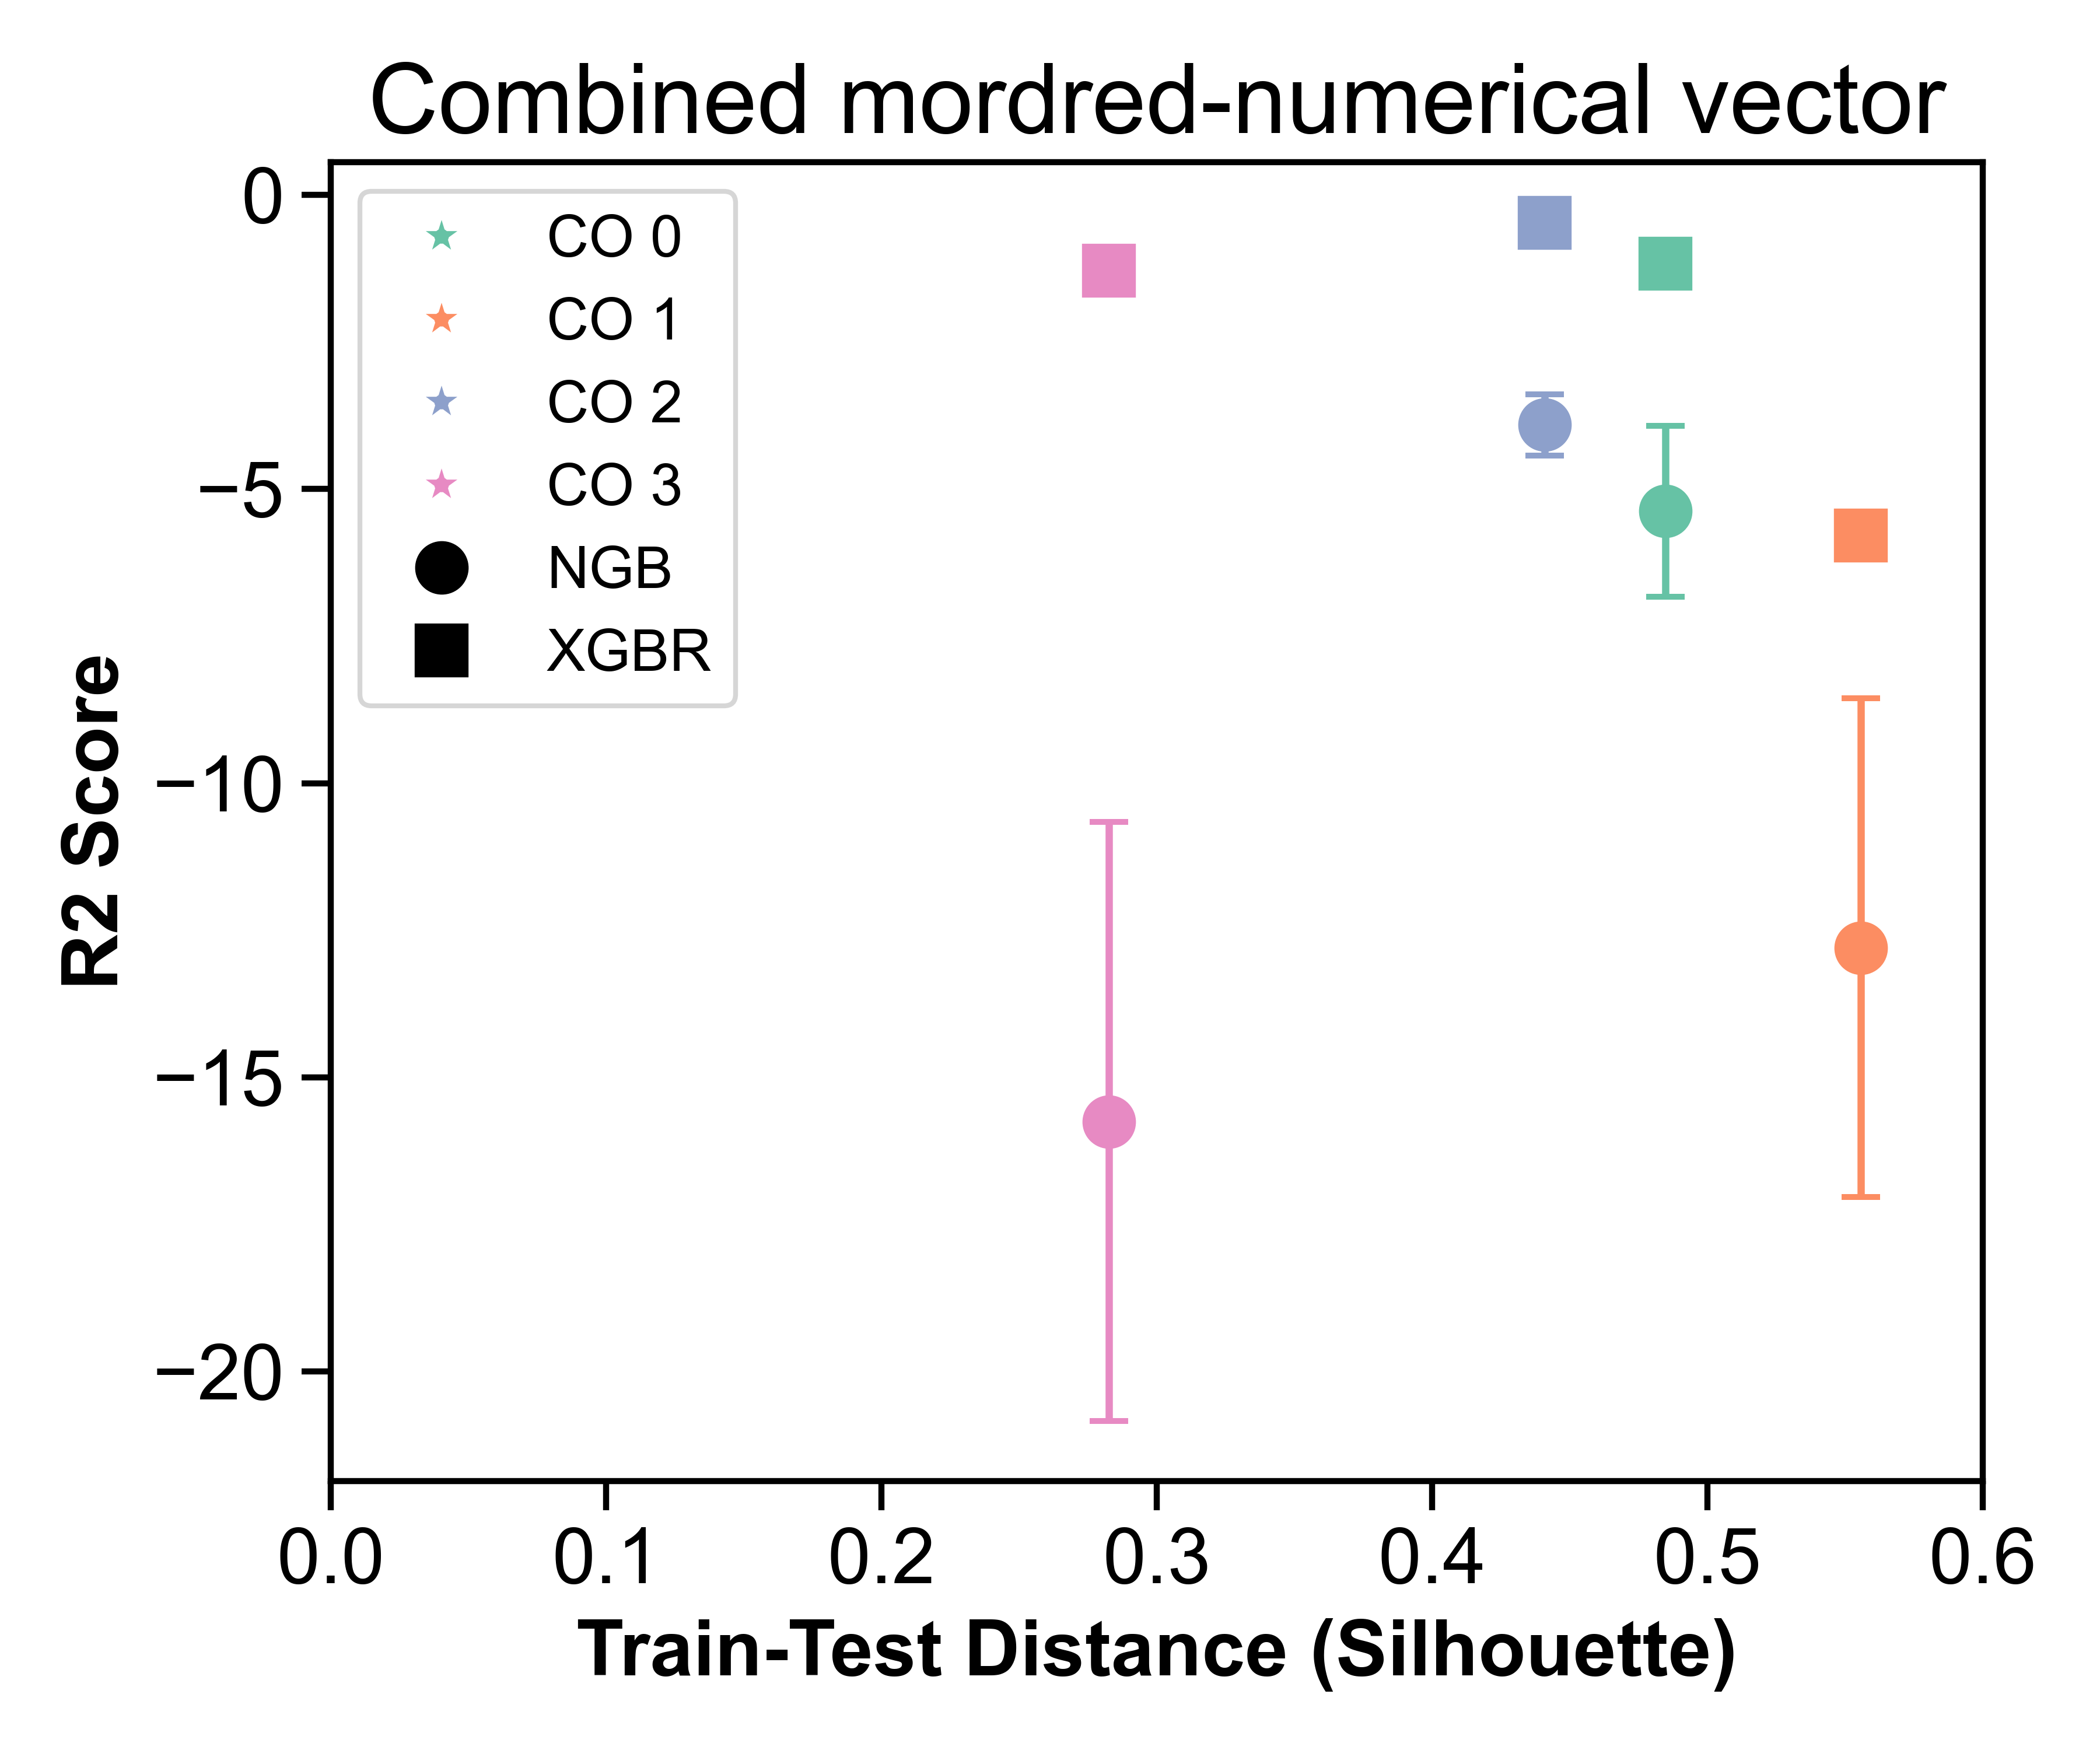 Combined mordred-numerical vector
0
−5
−10
−15
−20
R2 Score
CO 0
CO 1
CO 2
CO 3
NGB
XGBR
0.0 0.1 0.2 0.3 0.4 0.5 0.6
Train-Test Distance (Silhouette)